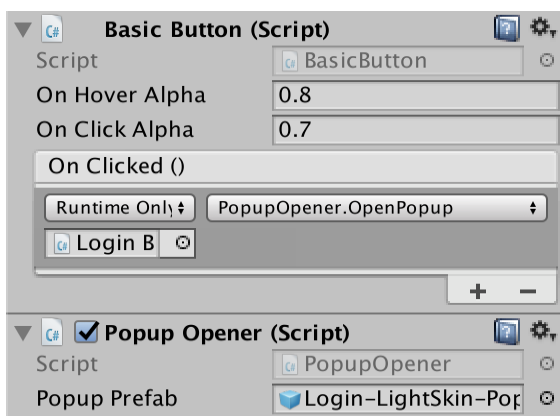 Basic Button (Script)
Script BasicButton
On Hover Alpha 0.8
On Click Alpha 0.7
On Clicked ()
Runtime Only PopupOpener.OpenPopup
Login B
+ −
Popup Opener (Script)
Script PopupOpener
Popup Prefab Login-LightSkin-Pop